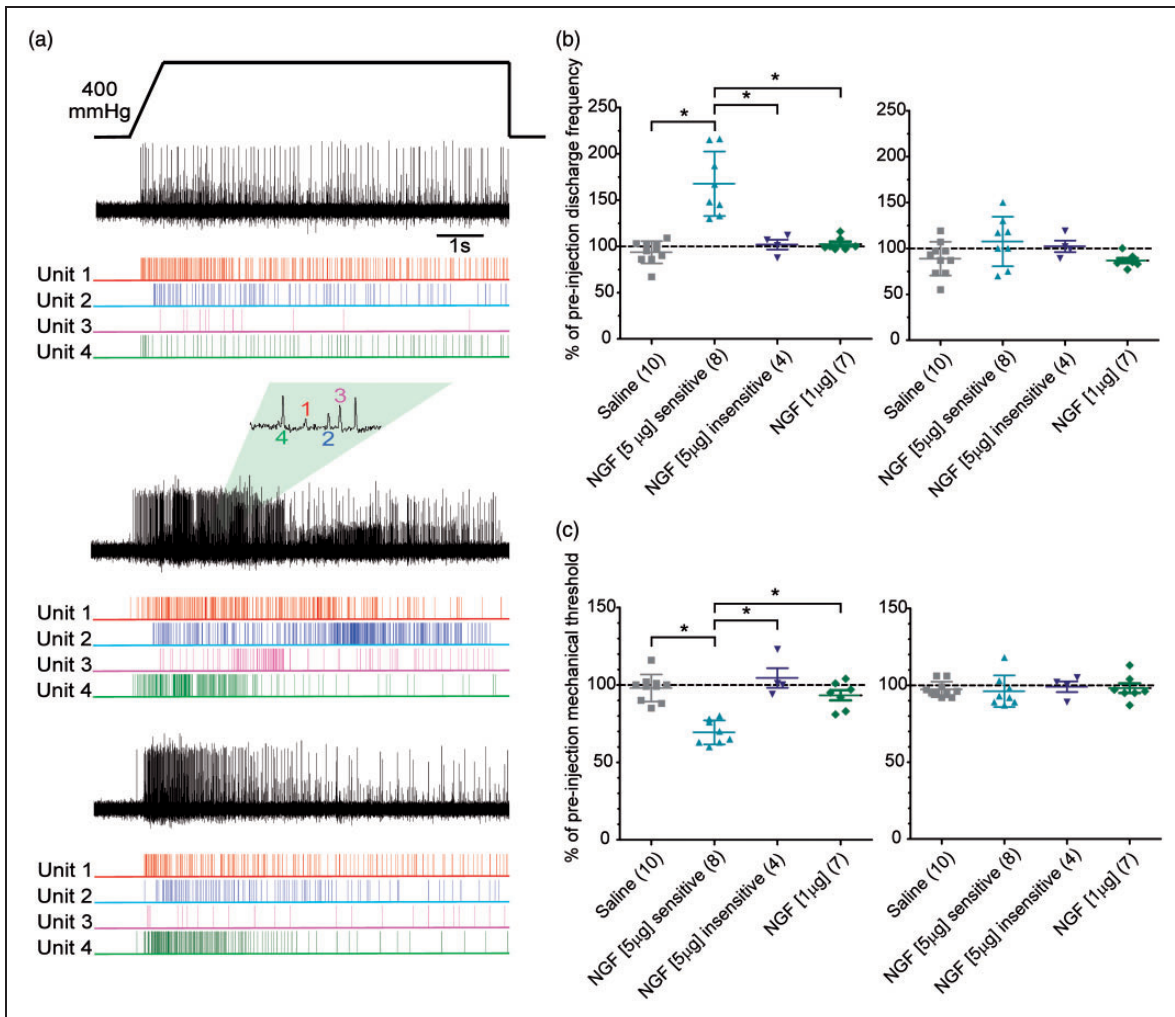 (a)
400
mmHg
1s
Unit 1
Unit 2
Unit 3
Unit 4
1
3
4
2
Unit 1
Unit 2
Unit 3
Unit 4
Unit 1
Unit 2
Unit 3
Unit 4
(b)
% of pre-injection discharge frequency
250
200
150
100
50
0
*
*
*
Saline (10)
NGF [5 µg] sensitive (8)
NGF [5µg] insensitive (4)
NGF [1µg] (7)
250
200
150
100
50
0
Saline (10)
NGF [5µg] sensitive (8)
NGF [5µg] insensitive (4)
NGF [1µg] (7)
(c)
% of pre-injection mechanical threshold
150
100
50
0
*
*
*
Saline (10)
NGF [5µg] sensitive (8)
NGF [5µg] insensitive (4)
NGF [1µg] (7)
150
100
50
0
Saline (10)
NGF [5µg] sensitive (8)
NGF [5µg] insensitive (4)
NGF [1µg] (7)